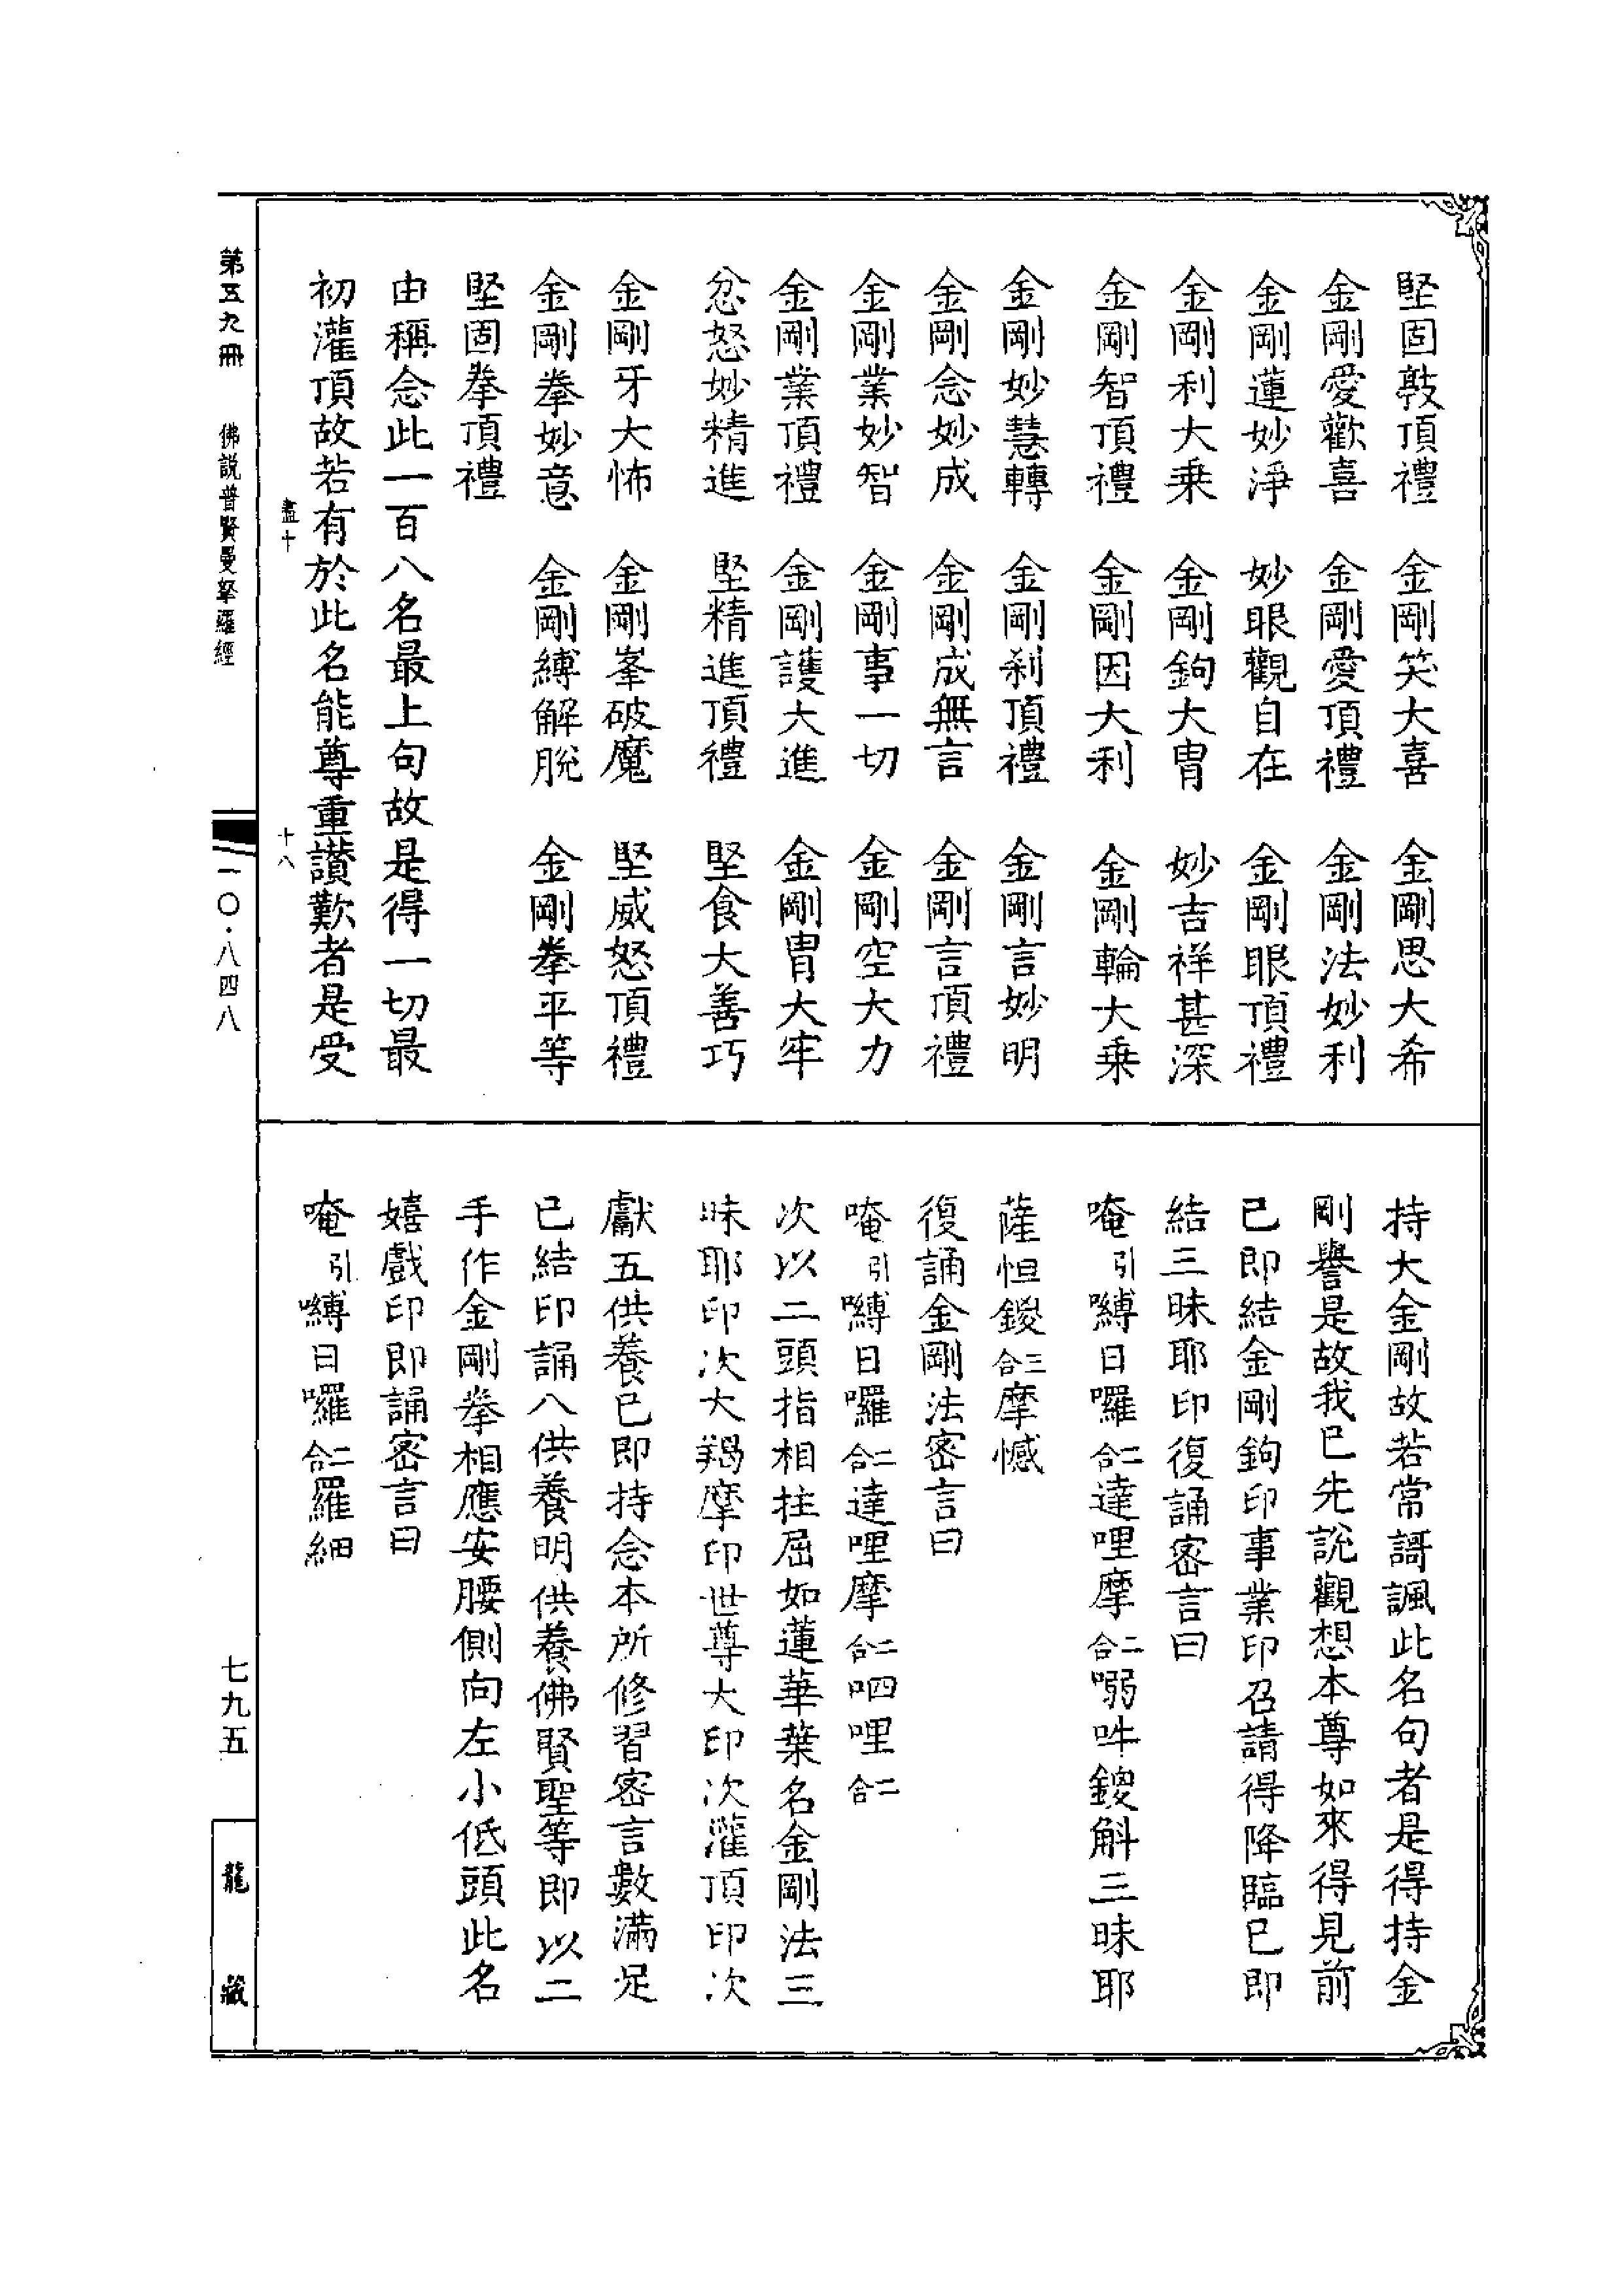 堅固敎頂禮　金剛笑大喜　金剛思大希
金剛愛歡喜　金剛愛頂禮　金剛法妙利
金剛蓮妙淨　妙眼觀自在　金剛眼頂禮
金剛利大乗　金剛鉤大胄　妙吉祥甚深
金剛智頂禮　金剛因大利　金剛輪大乗
金剛妙慧轉　金剛刹頂禮　金剛言妙明
金剛念妙成　金剛成無言　金剛言頂禮
金剛業妙智　金剛事一切　金剛空大力
金剛業頂禮　金剛護大進　金剛胄大牢
忿怒妙精進　堅精進頂禮　堅食大善巧
金剛牙大怖　金剛峯破魔　堅威怒頂禮
金剛拳妙意　金剛縛解脫　金剛拳平等
堅固拳頂禮
由稱念此一百八名最上句故是得一切最
初灌頂故若有於此名能尊重讃歎者是受
盡十　十八
持大金剛故若常謌諷此名句者是得持金
剛譽是故我已先說觀想本尊如來得見前
已即結金剛鉤印事業印召請得降臨已即
結三昧耶印復誦密言曰
唵引嚩日囉二合達哩摩二合嗍吽鑁斛三昧耶
薩怛鑁三合摩憾
復誦金剛法密言曰
唵引嚩日囉二合達哩摩二合呬哩二合
次以二頭指相拄屈如蓮華葉名金剛法三
昧耶印次大羯摩印世尊大印次灌頂印次
獻五供養已即持念本所修習密言數滿足
已結印誦八供養明供養佛賢聖等即以二
手作金剛拳相應安腰側向左小低頭此名
嬉戲印即誦密言曰
唵引嚩日囉二合羅細
第五九冊　佛説普賢曼拏羅經　一〇·八四八　七九五　龍藏